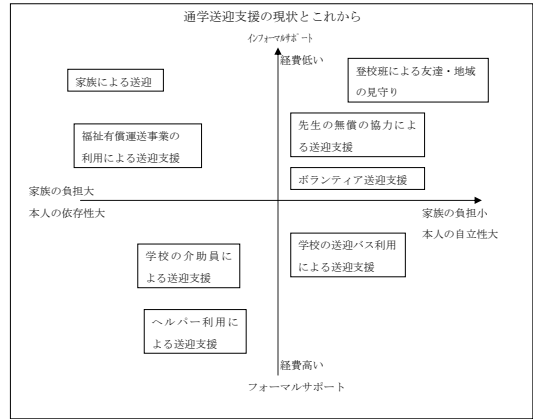 通学送迎支援の現状とこれから
インフォーマルサポート
経費低い
家族による送迎
登校班による友達・地域
の見守り
福祉有償運送事業の
利用による送迎支援
先生の無償の協力によ
る送迎支援
ボランティア送迎支援
家族の負担大
本人の依存性大
家族の負担小
本人の自立性大
学校の介助員に
よる送迎支援
学校の送迎バス利用
による送迎支援
ヘルパー利用に
よる送迎支援
経費高い
フォーマルサポート